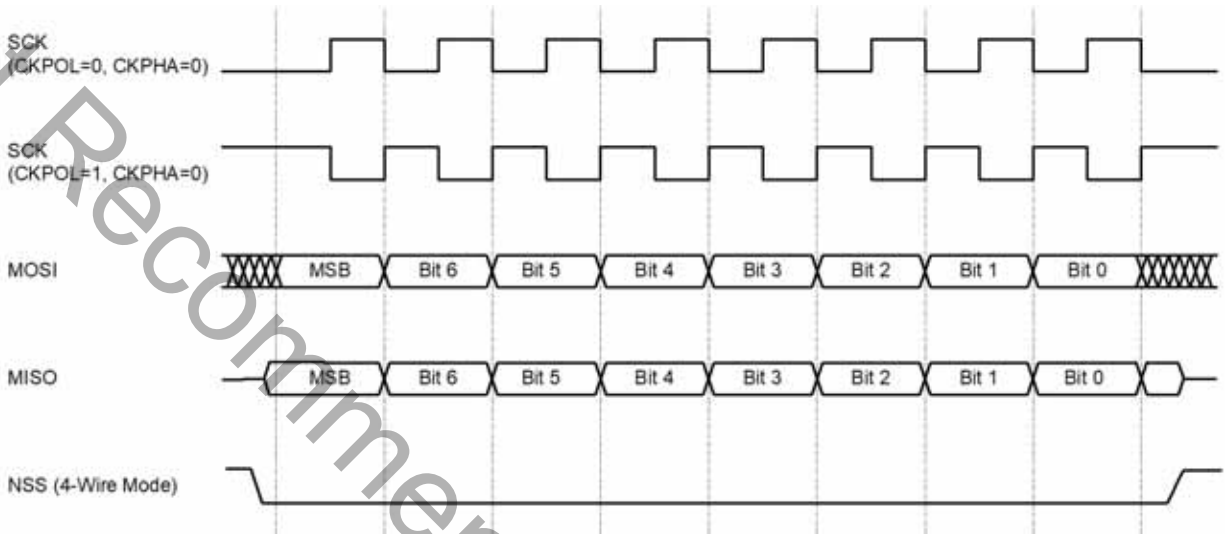 SCK
(CKPOL=0, CKPHA=0)
SCK
(CKPOL=1, CKPHA=0)
MOSI
MSB Bit 6 Bit 5 Bit 4 Bit 3 Bit 2 Bit 1 Bit 0
MISO
MSB Bit 6 Bit 5 Bit 4 Bit 3 Bit 2 Bit 1 Bit 0
NSS (4-Wire Mode)